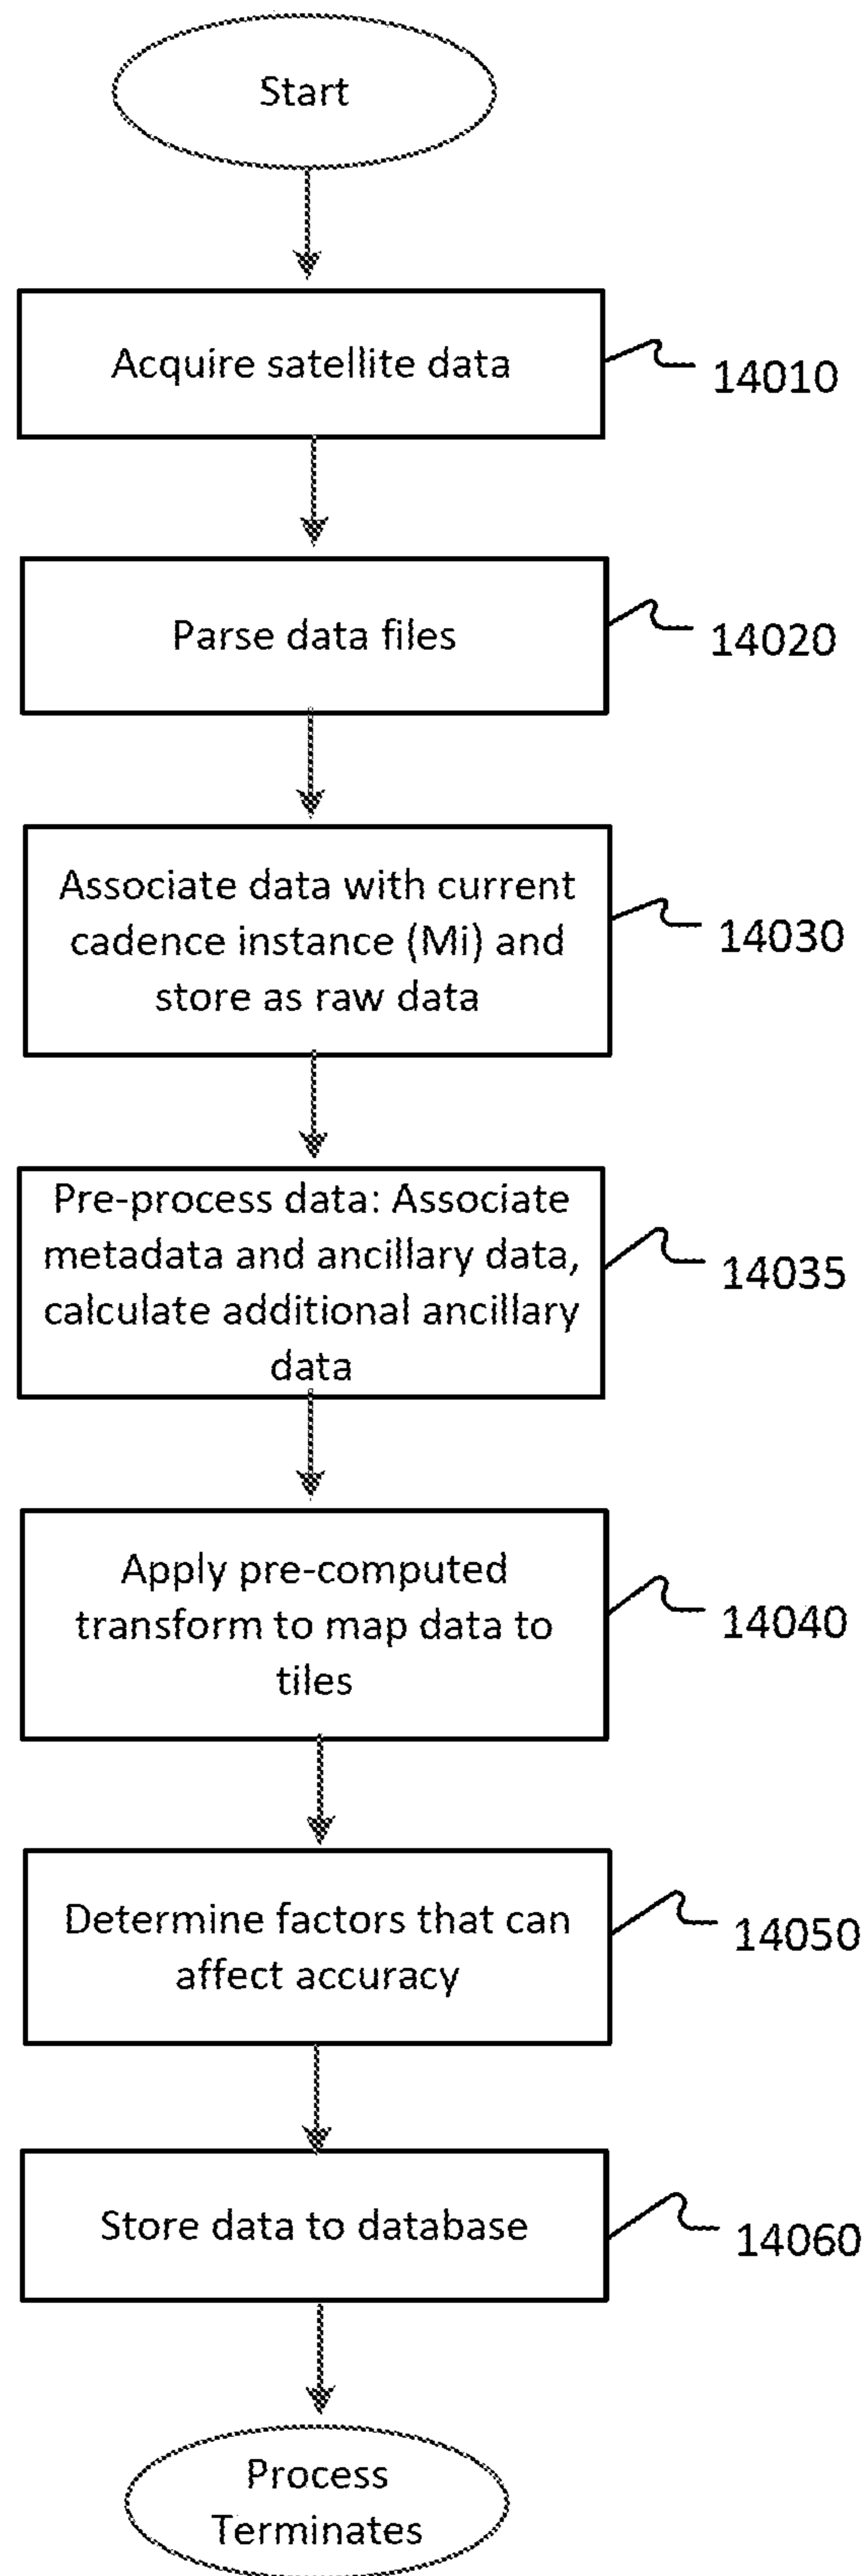 Start
Acquire satellite data
14010
Parse data files
14020
Associate data with current
cadence instance (Mi) and
store as raw data
14030
Pre-process data: Associate
metadata and ancillary data,
calculate additional ancillary
data
14035
Apply pre-computed
transform to map data to
tiles
14040
Determine factors that can
affect accuracy
14050
Store data to database
14060
Process
Terminates